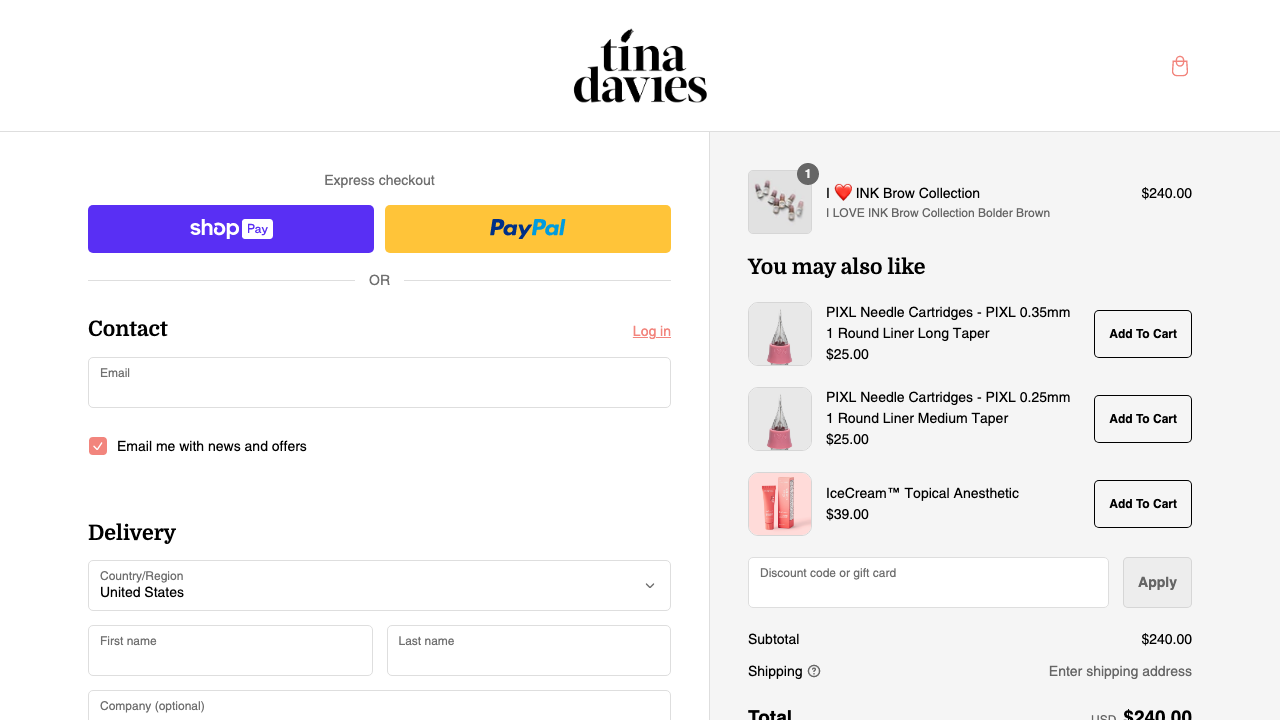 tina
davies
Express checkout
shop Pay
PayPal
OR
Contact
Log in
Email
Email me with news and offers
Delivery
Country/Region
United States
First name
Last name
Company (optional)
1
I ❤️ INK Brow Collection
$240.00
I LOVE INK Brow Collection Bolder Brown
You may also like
PIXL Needle Cartridges - PIXL 0.35mm
1 Round Liner Long Taper
$25.00
Add To Cart
PIXL Needle Cartridges - PIXL 0.25mm
1 Round Liner Medium Taper
$25.00
Add To Cart
IceCream™ Topical Anesthetic
$39.00
Add To Cart
Discount code or gift card
Apply
Subtotal
$240.00
Shipping
Enter shipping address
Total
USD $240.00